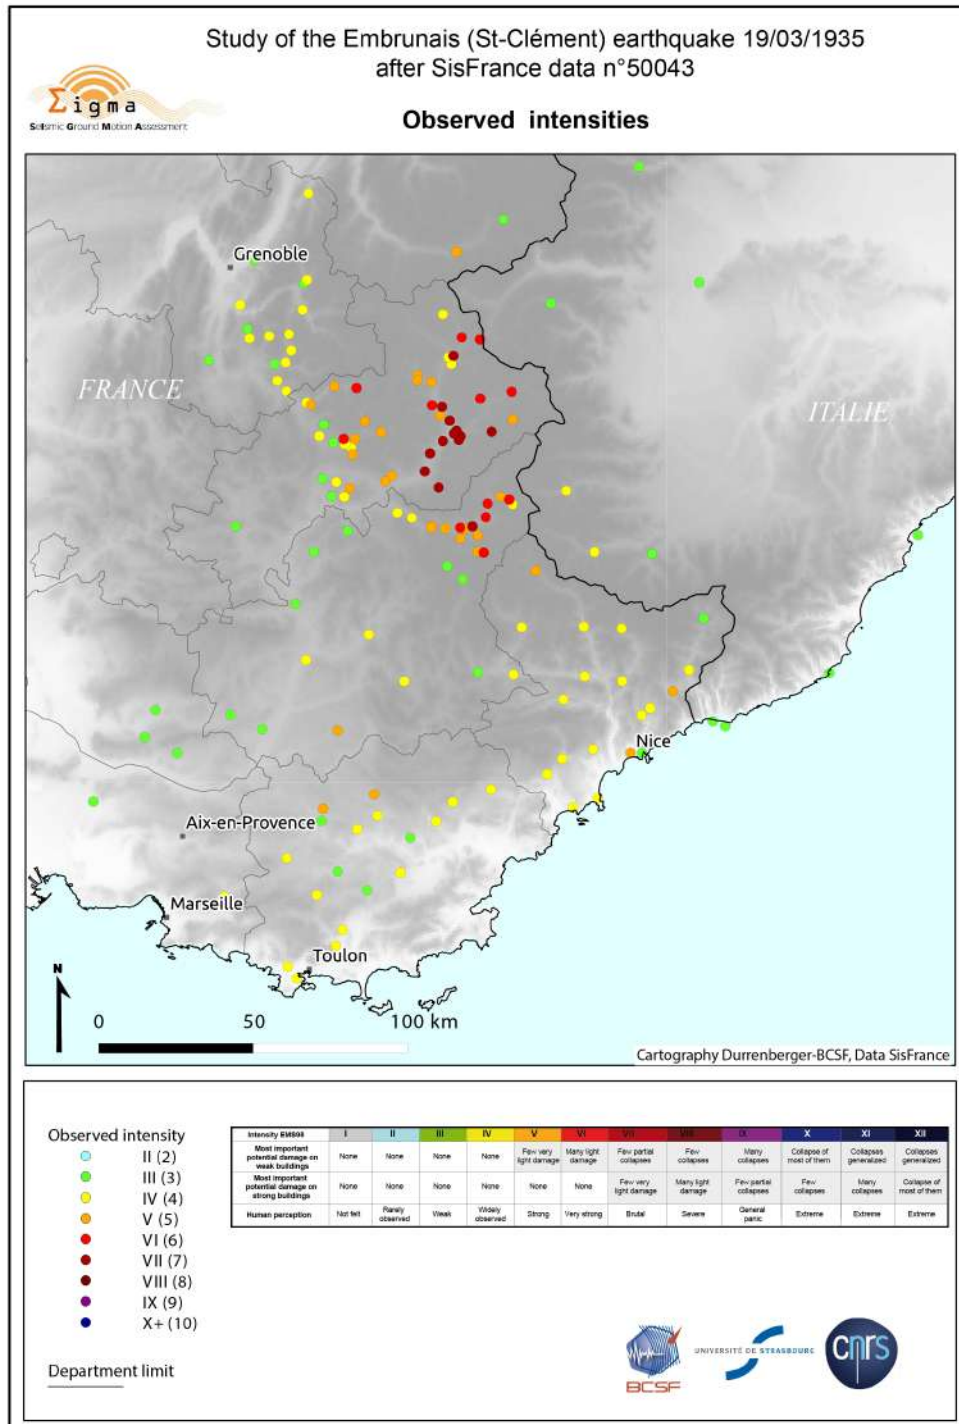 Study of the Embrunais (St-Clément) earthquake 19/03/1935
after SisFrance data n°50043
Σigma
SeIsmic Ground Motion Assessment
Observed intensities
Grenoble
FRANCE
ITALIE
Nice
Aix-en-Provence
Marseille
Toulon
N
0 50 100 km
Cartography Durrenberger-BCSF, Data SisFrance
Observed intensity
II (2)
III (3)
IV (4)
V (5)
VI (6)
VII (7)
VIII (8)
IX (9)
X+ (10)
Department limit
Intensity EMS98 I II III IV V VI VII VIII IX X XI XII
Most important potential damage on weak buildings None None None None Few very light damage Many light damage Few partial collapses Few collapses Many collapses Collapse of most of them Collapses generalized Collapses generalized
Most important potential damage on strong buildings None None None None None None Few very light damage Many light damage Few partial collapses Few collapses Many collapses Collapse of most of them
Human perception Not felt Rarely observed Weak Widely observed Strong Very strong Brutal Severe General panic Extreme Extreme Extreme
BCSF
UNIVERSITÉ DE STRASBOURG
cnrs